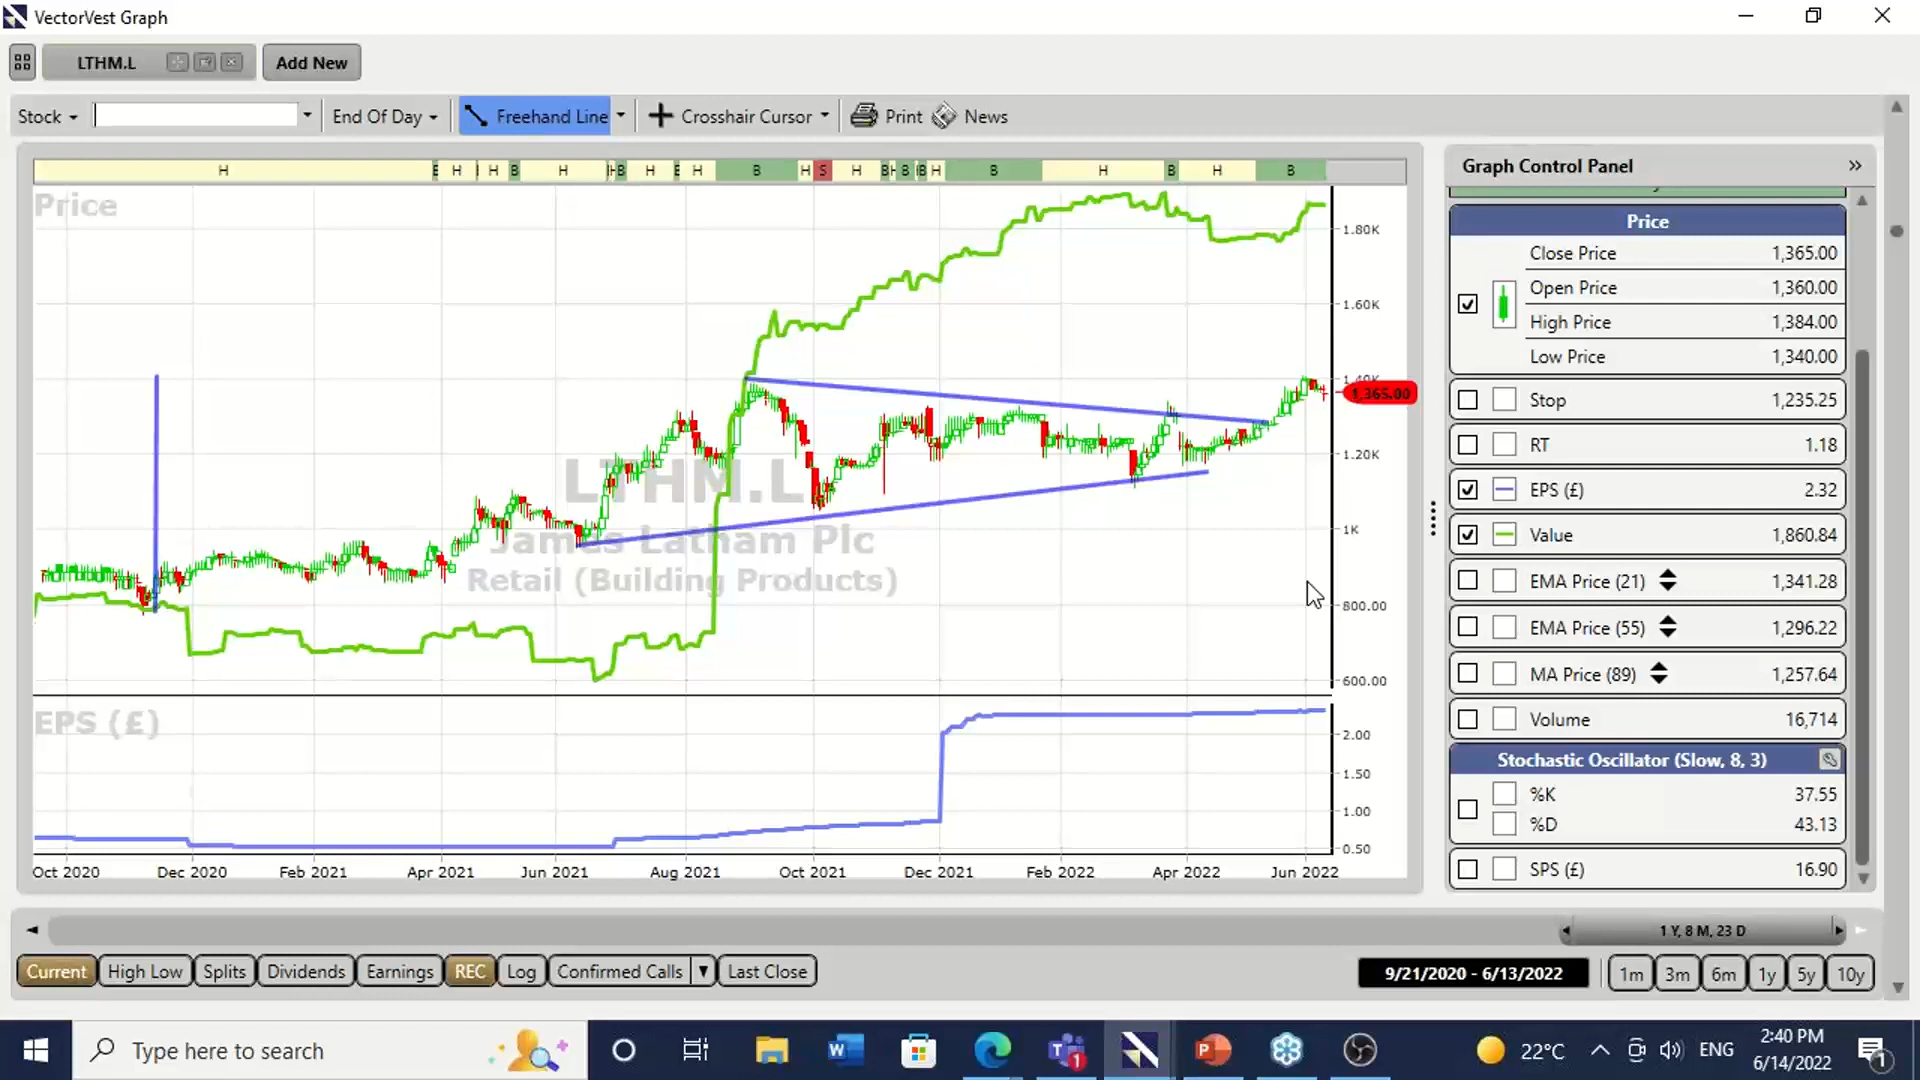 VectorVest Graph
LTHM.L
Add New
Stock
End Of Day
Freehand Line
Crosshair Cursor
Print
News
H E H H B H H B H E H B H S H B H B B H B H B H B
Graph Control Panel
Price
Price
Close Price 1,365.00
Open Price 1,360.00
High Price 1,384.00
Low Price 1,340.00
Stop 1,235.25
RT 1.18
EPS (£) 2.32
Value 1,860.84
EMA Price (21) 1,341.28
EMA Price (55) 1,296.22
MA Price (89) 1,257.64
Volume 16,714
Stochastic Oscillator (Slow, 8, 3)
%K 37.55
%D 43.13
SPS (£) 16.90
1.80K
1.60K
1.40K
1,365.00
1.20K
1K
800.00
600.00
LTHM.L
James Latham Plc
Retail (Building Products)
EPS (£)
2.00
1.50
1.00
0.50
Oct 2020 Dec 2020 Feb 2021 Apr 2021 Jun 2021 Aug 2021 Oct 2021 Dec 2021 Feb 2022 Apr 2022 Jun 2022
1 Y, 8 M, 23 D
Current High Low Splits Dividends Earnings REC Log Confirmed Calls Last Close
9/21/2020 - 6/13/2022
1m 3m 6m 1y 5y 10y
Type here to search
22°C
ENG
2:40 PM
6/14/2022